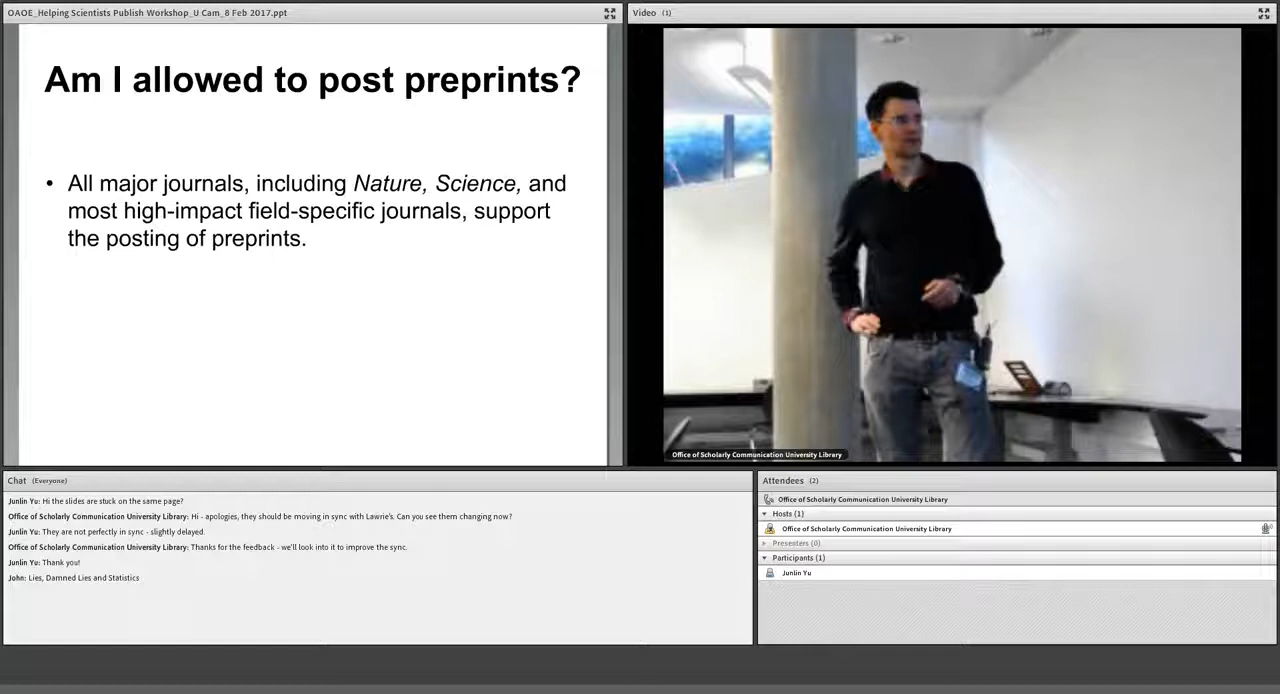 OAOE_Helping Scientists Publish Workshop_U Cam_8 Feb 2017.ppt
Am I allowed to post preprints?
• All major journals, including Nature, Science, and
most high-impact field-specific journals, support
the posting of preprints.
Video (1)
Office of Scholarly Communication University Library
Chat (Everyone)
Junlin Yu: Hi the slides are stuck on the same page?
Office of Scholarly Communication University Library: Hi - apologies, they should be moving in sync with Lawrie's. Can you see them changing now?
Junlin Yu: They are not perfectly in sync - slightly delayed.
Office of Scholarly Communication University Library: Thanks for the feedback - we'll look into it to improve the sync.
Junlin Yu: Thank you!
John: Lies, Damned Lies and Statistics
Attendees (2)
Office of Scholarly Communication University Library
Hosts (1)
Office of Scholarly Communication University Library
Presenters (0)
Participants (1)
Junlin Yu